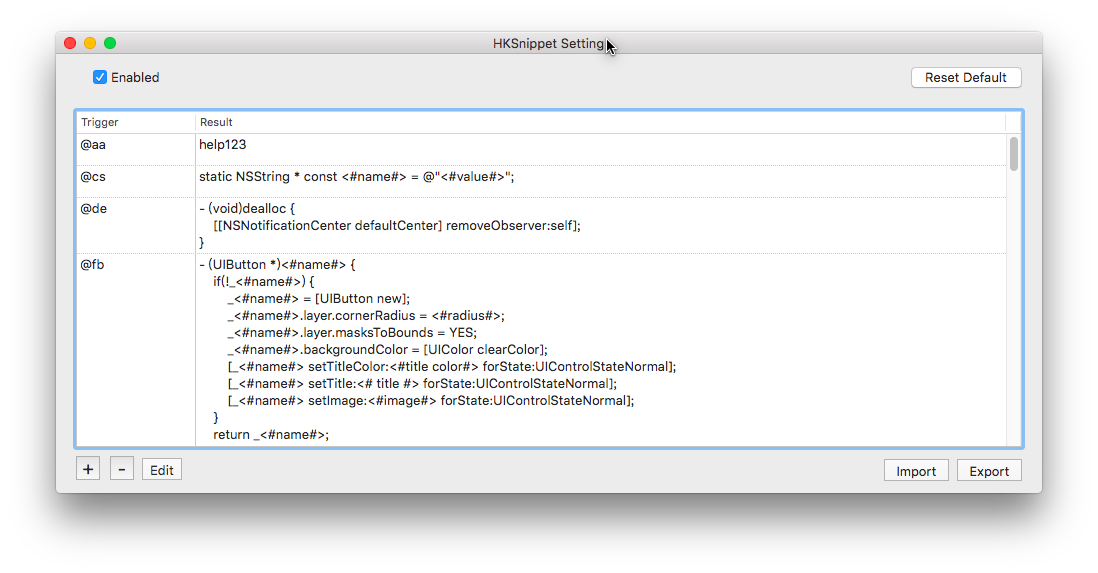 HKSnippet Setting
Enabled
Reset Default
Trigger Result
@aa help123
@cs static NSString * const <#name#> = @"<#value#>";
@de - (void)dealloc {
[[NSNotificationCenter defaultCenter] removeObserver:self];
}
@fb - (UIButton *)<#name#> {
if(!_<#name#>) {
_<#name#> = [UIButton new];
_<#name#>.layer.cornerRadius = <#radius#>;
_<#name#>.layer.masksToBounds = YES;
_<#name#>.backgroundColor = [UIColor clearColor];
[_<#name#> setTitleColor:<#title color#> forState:UIControlStateNormal];
[_<#name#> setTitle:<# title #> forState:UIControlStateNormal];
[_<#name#> setImage:<#image#> forState:UIControlStateNormal];
}
return _<#name#>;
+ - Edit
Import Export